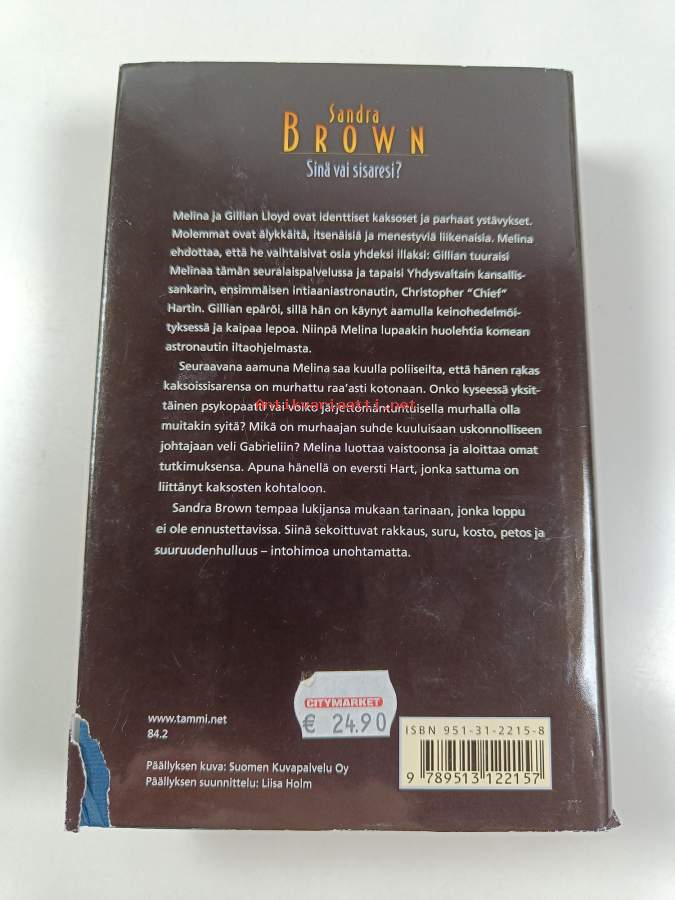 Sandra
BROWN
Sinä vai sisaresi?
Melina ja Gillian Lloyd ovat identtiset kaksoset ja parhaat ystävykset.
Molemmat ovat älykkäitä, itsenäisiä ja menestyviä liikenaisia. Melina
ehdottaa, että he vaihtaisivat osia yhdeksi illaksi: Gillian tuuraisi
Melinaa tämän seuralaispalvelussa ja tapaisi Yhdysvaltain kansallis-
sankarin, ensimmäisen intiaaniastronautin, Christopher "Chief"
Hartin. Gillian epäröi, sillä hän on käynyt aamulla keinohedelmöi-
tyksessä ja kaipaa lepoa. Niinpä Melina lupaakin huolehtia komean
astronautin iltaohjelmasta.
Seuraavana aamuna Melina saa kuulla poliiseilta, että hänen rakas
kaksoissisarensa on murhattu raa'asti kotonaan. Onko kyseessä yksit-
täinen psykopaatti vai voiko järjettömäntuntuisella murhalla olla
Antikvariaatti.net
muitakin syitä? Mikä on murhaajan suhde kuuluisaan uskonnolliseen
johtajaan veli Gabrieliin? Melina luottaa vaistoonsa ja aloittaa omat
tutkimuksensa. Apuna hänellä on eversti Hart, jonka sattuma on
liittänyt kaksosten kohtaloon.
Sandra Brown tempaa lukijansa mukaan tarinaan, jonka loppu
ei ole ennustettavissa. Siinä sekoittuvat rakkaus, suru, kosto, petos ja
suuruudenhulluus – intohimoa unohtamatta.
CITYMARKET
€ 24.90
www.tammi.net
84.2
ISBN 951-31-2215-8
9 789513 122157
Päällyksen kuva: Suomen Kuvapalvelu Oy
Päällyksen suunnittelu: Liisa Holm